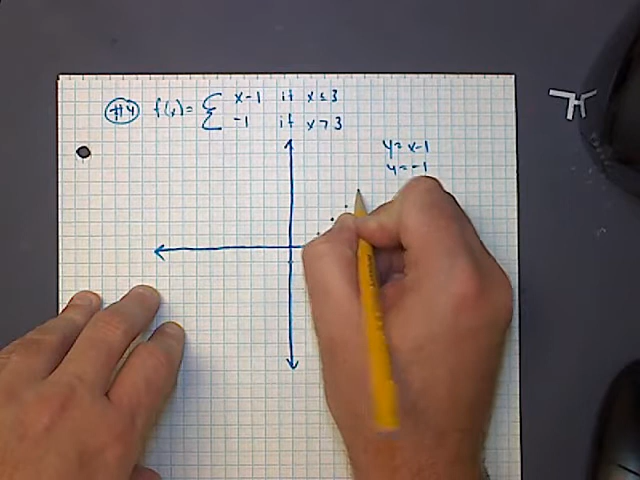 #4 f(x) = { x-1 if x≤3
-1 if x>3
y=x-1
y=-1